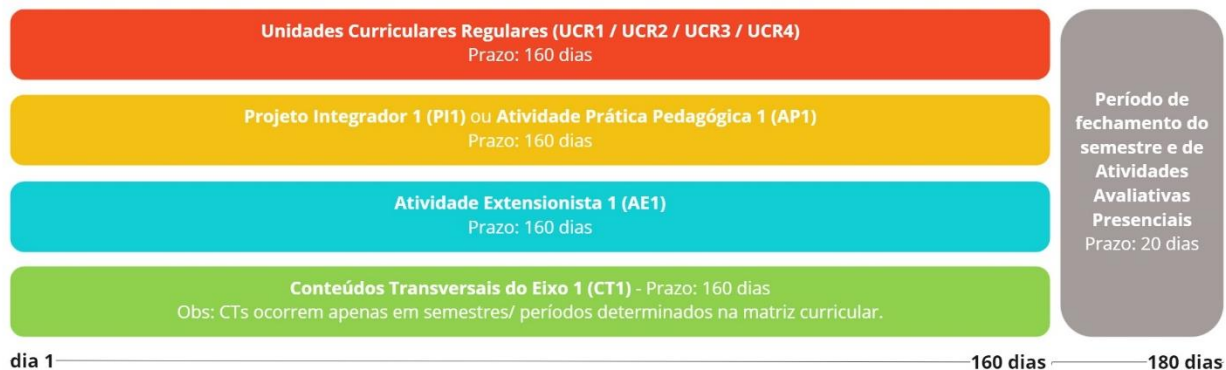 Unidades Curriculares Regulares (UCR1 / UCR2 / UCR3 / UCR4)
Prazo: 160 dias
Projeto Integrador 1 (PI1) ou Atividade Prática Pedagógica 1 (AP1)
Prazo: 160 dias
Atividade Extensionista 1 (AE1)
Prazo: 160 dias
Conteúdos Transversais do Eixo 1 (CT1) - Prazo: 160 dias
Obs: CTs ocorrem apenas em semestres/ períodos determinados na matriz curricular.
Período de
fechamento do
semestre e de
Atividades
Avaliativas
Presenciais
Prazo: 20 dias
dia 1
160 dias
180 dias